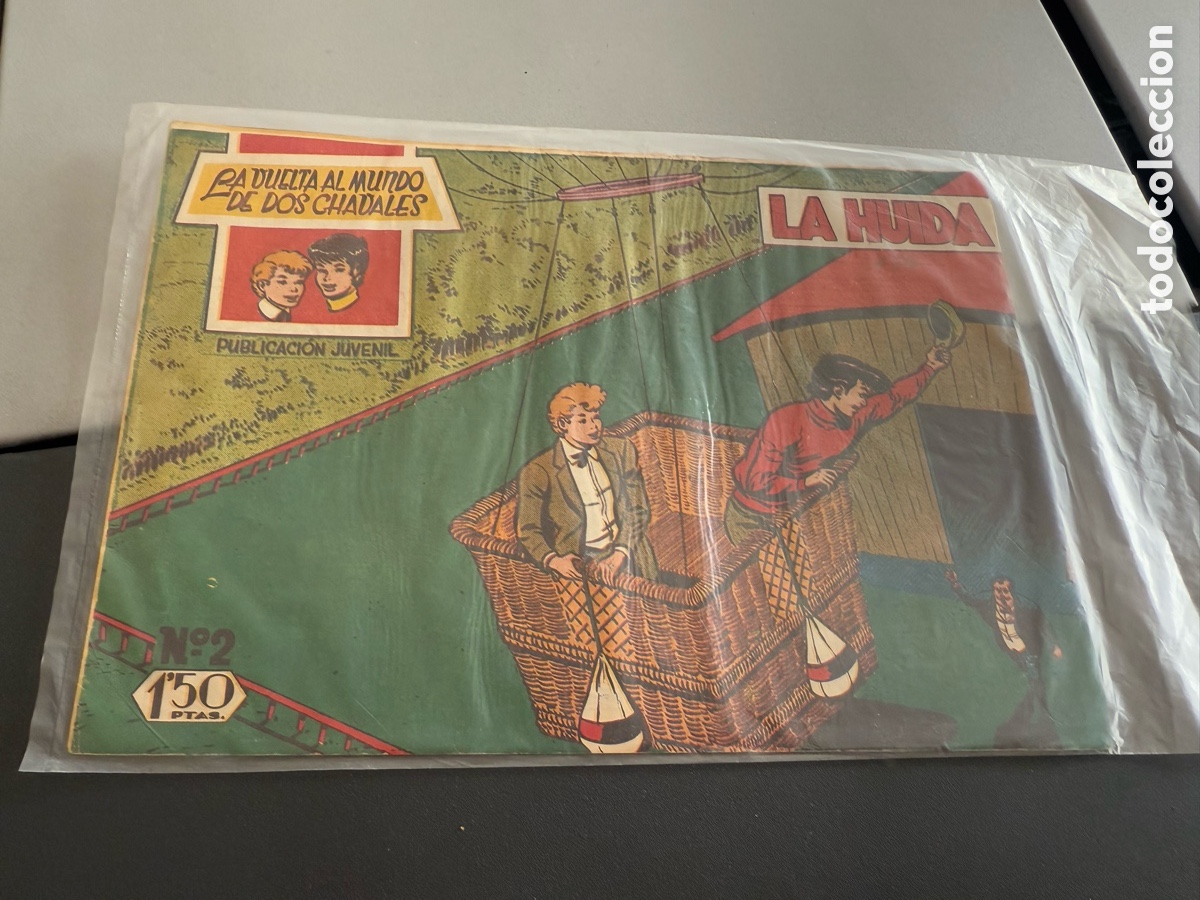 LA VUELTA AL MUNDO
DE DOS CHAVALES
PUBLICACIÓN JUVENIL
LA HUIDA
Nº 2
1'50
PTAS.
todocoleccion